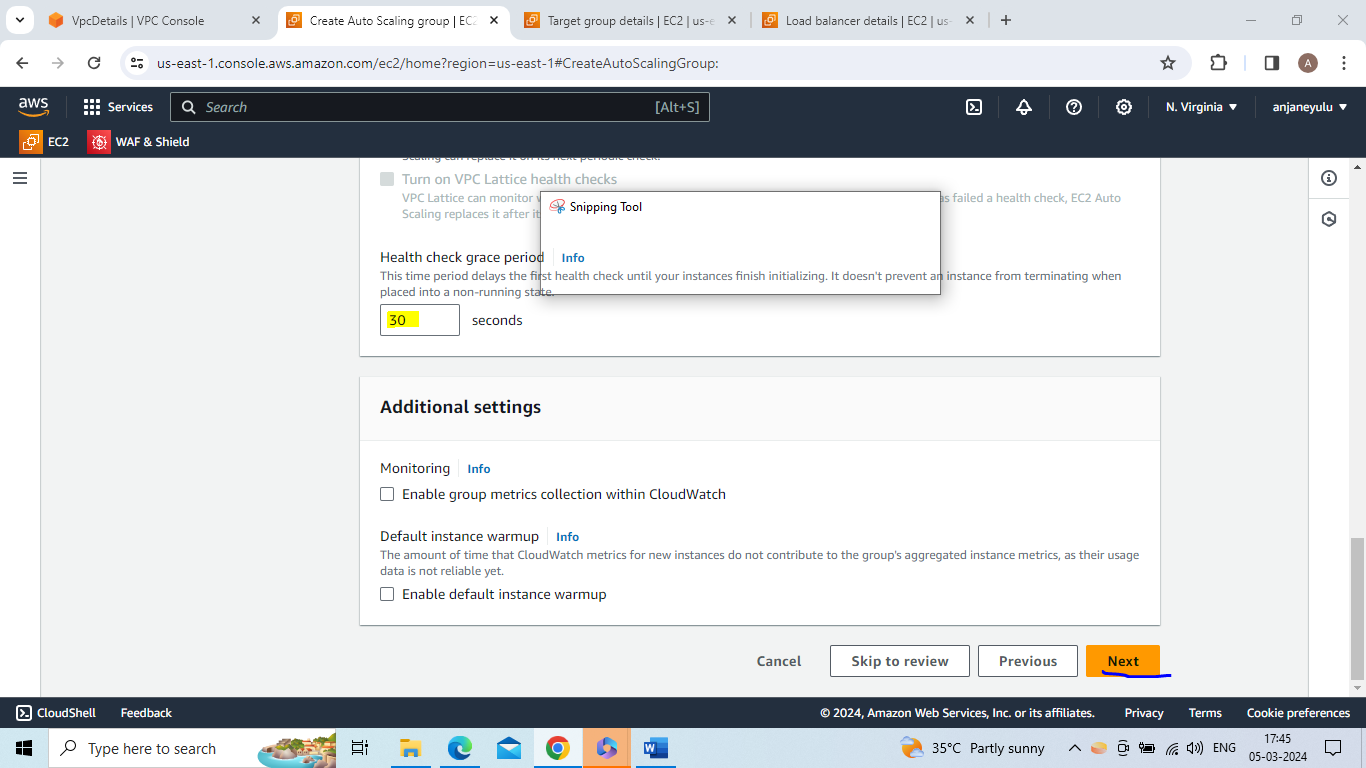 VpcDetails | VPC Console
Create Auto Scaling group | EC2
Target group details | EC2 | us-e
Load balancer details | EC2 | us-
us-east-1.console.aws.amazon.com/ec2/home?region=us-east-1#CreateAutoScalingGroup:
A
aws
Services
Search
[Alt+S]
N. Virginia
anjaneyulu
EC2
WAF & Shield
Scaling can replace it on its next periodic check.
Turn on VPC Lattice health checks
VPC Lattice can monitor
as failed a health check, EC2 Auto
Scaling replaces it after it
Snipping Tool
Health check grace period
Info
This time period delays the first health check until your instances finish initializing. It doesn't prevent an instance from terminating when
placed into a non-running state.
30
seconds
Additional settings
Monitoring
Info
Enable group metrics collection within CloudWatch
Default instance warmup
Info
The amount of time that CloudWatch metrics for new instances do not contribute to the group's aggregated instance metrics, as their usage
data is not reliable yet.
Enable default instance warmup
Cancel
Skip to review
Previous
Next
CloudShell
Feedback
© 2024, Amazon Web Services, Inc. or its affiliates.
Privacy
Terms
Cookie preferences
Type here to search
35°C Partly sunny
ENG
17:45
05-03-2024